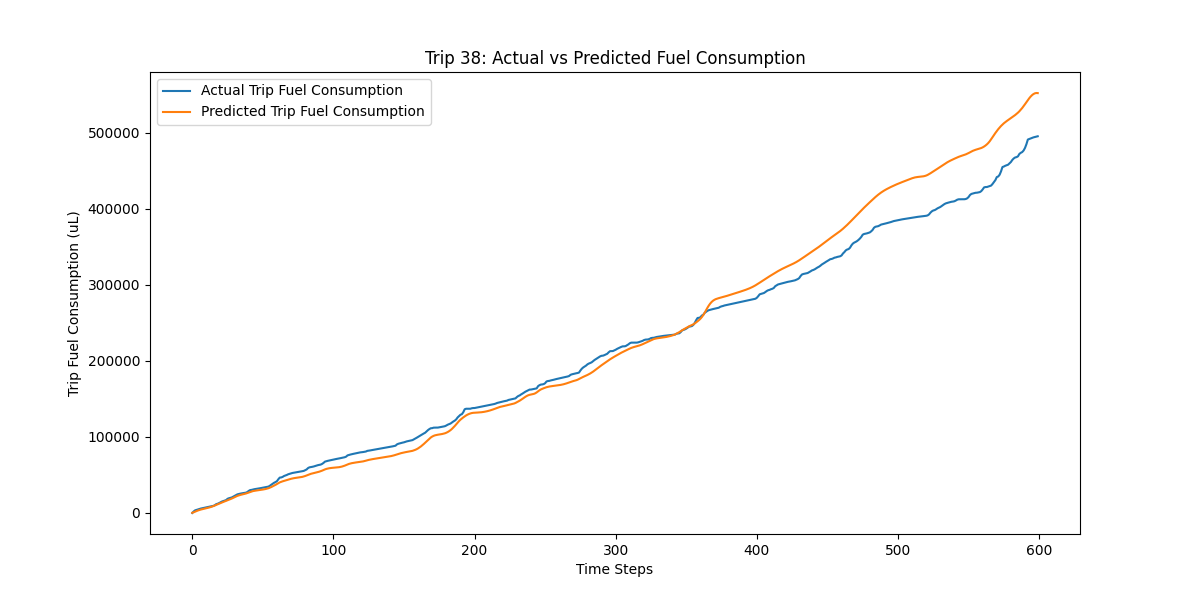 Trip 38: Actual vs Predicted Fuel Consumption
Actual Trip Fuel Consumption
Predicted Trip Fuel Consumption
Trip Fuel Consumption (uL)
500000
400000
300000
200000
100000
0
0 100 200 300 400 500 600
Time Steps